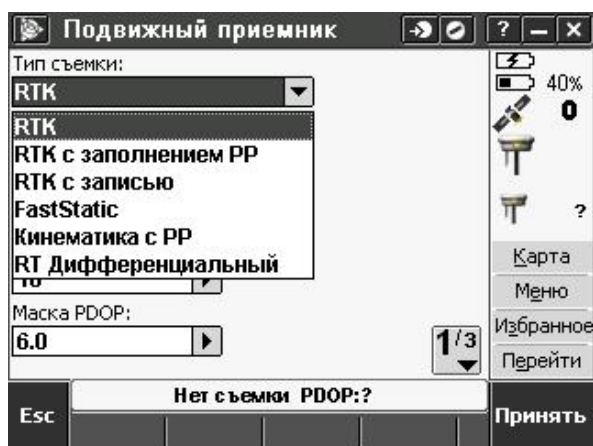 Подвижный приемник
? – x
Тип съемки:
RTK
40%
0
RTK
RTK с заполнением PP
RTK с записью
FastStatic
Кинематика с PP
RT Дифференциальный
?
Карта
Меню
Избранное
Перейти
Маска PDOP:
6.0
1/3
Нет съемки PDOP:?
Esc
Принять